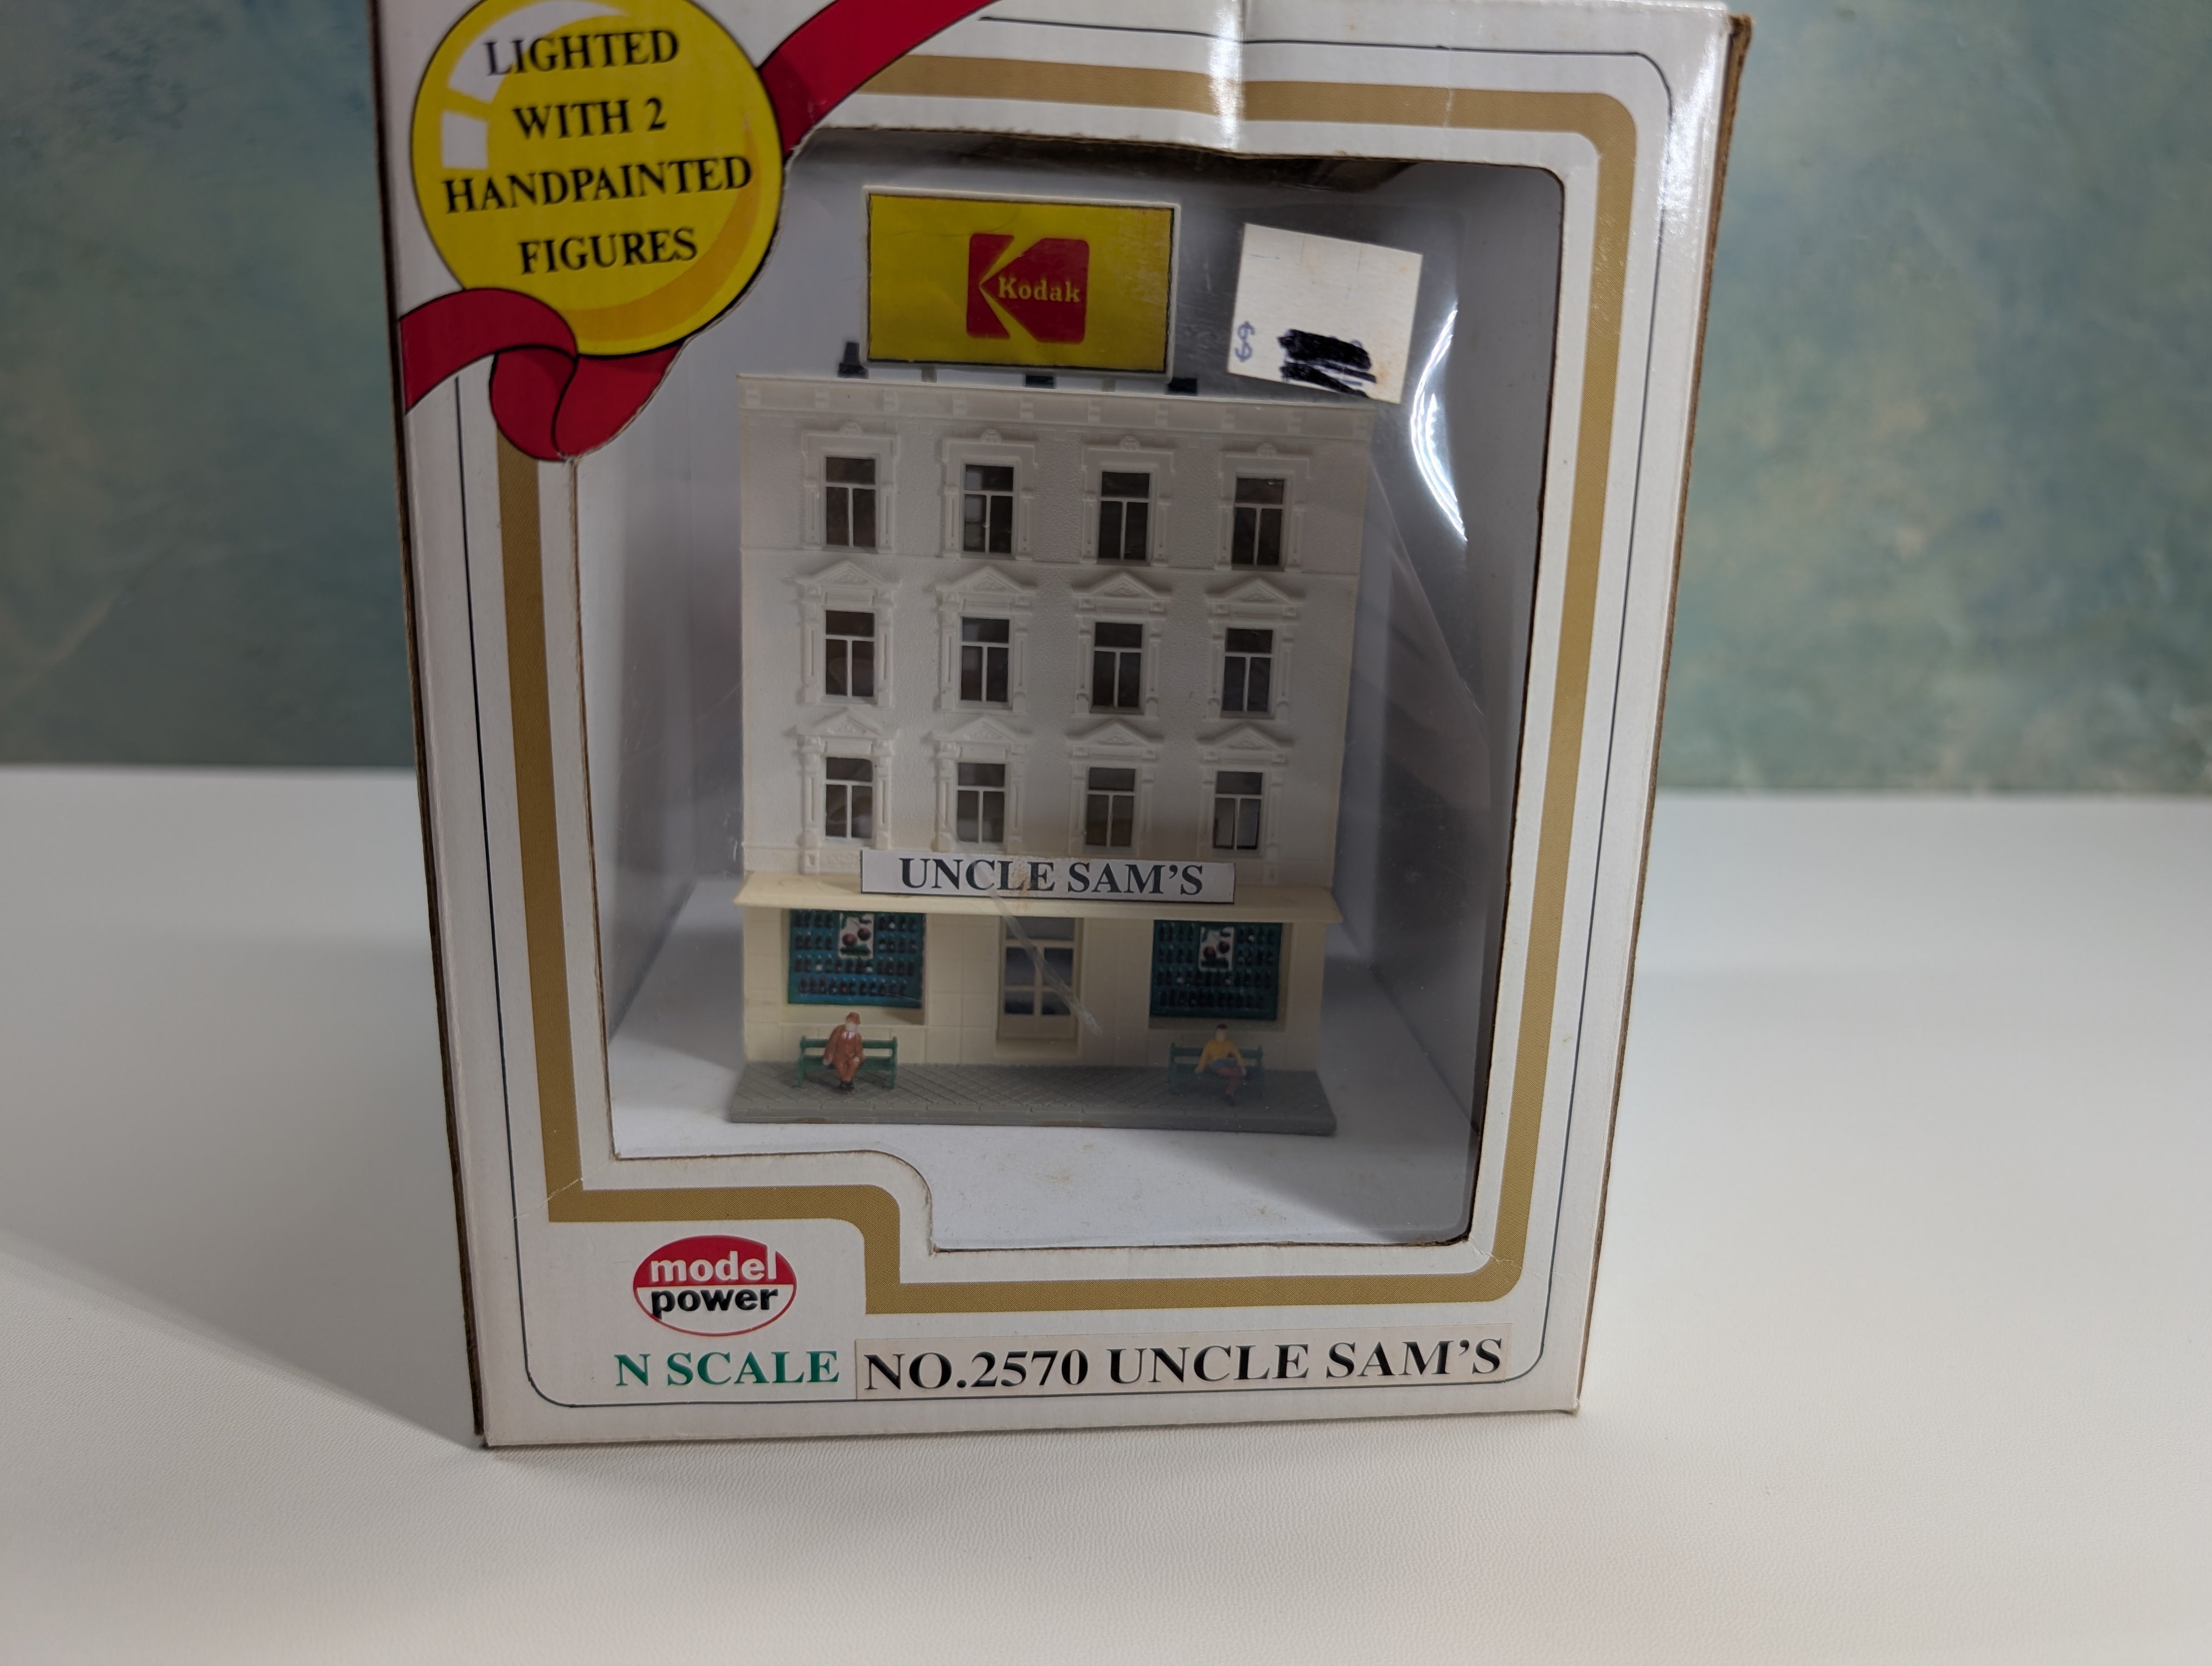 LIGHTED
WITH 2
HANDPAINTED
FIGURES
Kodak
$
UNCLE SAM'S
model
power
N SCALE NO.2570 UNCLE SAM'S